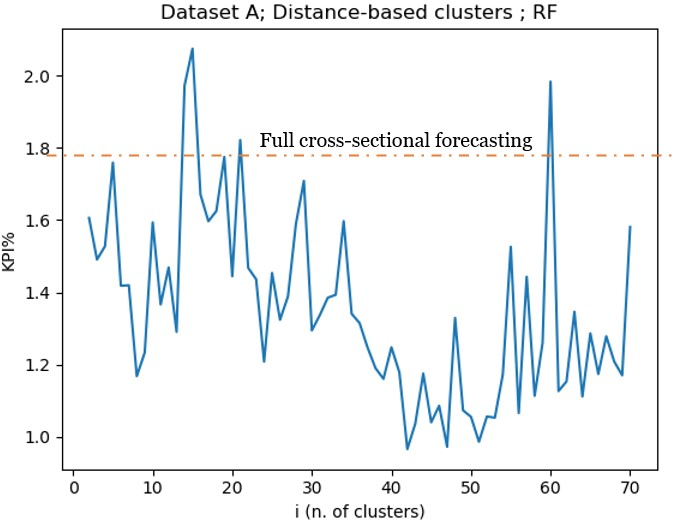 Dataset A; Distance-based clusters ; RF
2.0
1.8
1.6
1.4
1.2
1.0
KPI%
Full cross-sectional forecasting
0 10 20 30 40 50 60 70
i (n. of clusters)